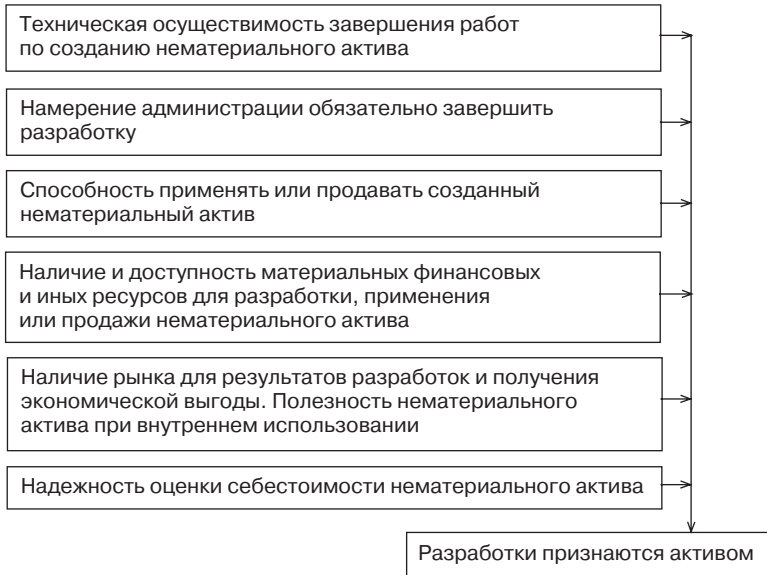 Техническая осуществимость завершения работ
по созданию нематериального актива
Намерение администрации обязательно завершить
разработку
Способность применять или продавать созданный
нематериальный актив
Наличие и доступность материальных финансовых
и иных ресурсов для разработки, применения
или продажи нематериального актива
Наличие рынка для результатов разработок и получения
экономической выгоды. Полезность нематериального
актива при внутреннем использовании
Надежность оценки себестоимости нематериального актива
Разработки признаются активом